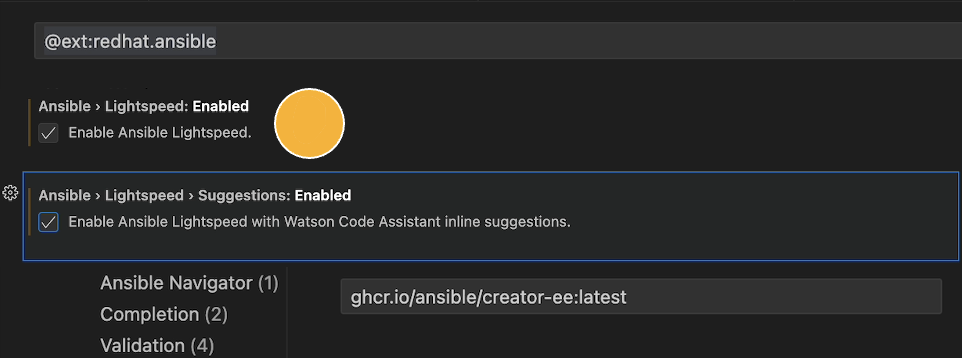 @ext:redhat.ansible
Ansible › Lightspeed: Enabled
Enable Ansible Lightspeed.
Ansible › Lightspeed › Suggestions: Enabled
Enable Ansible Lightspeed with Watson Code Assistant inline suggestions.
Ansible Navigator (1)
ghcr.io/ansible/creator-ee:latest
Completion (2)
Validation (4)